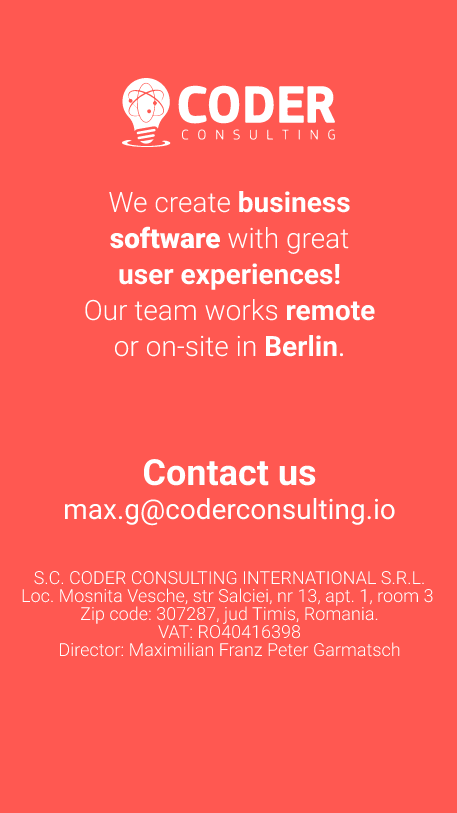 CODER
CONSULTING
We create business
software with great
user experiences!
Our team works remote
or on-site in Berlin.
Contact us
max.g@coderconsulting.io
S.C. CODER CONSULTING INTERNATIONAL S.R.L.
Loc. Mosnita Vesche, str Salciei, nr 13, apt. 1, room 3
Zip code: 307287, jud Timis, Romania.
VAT: RO40416398
Director: Maximilian Franz Peter Garmatsch